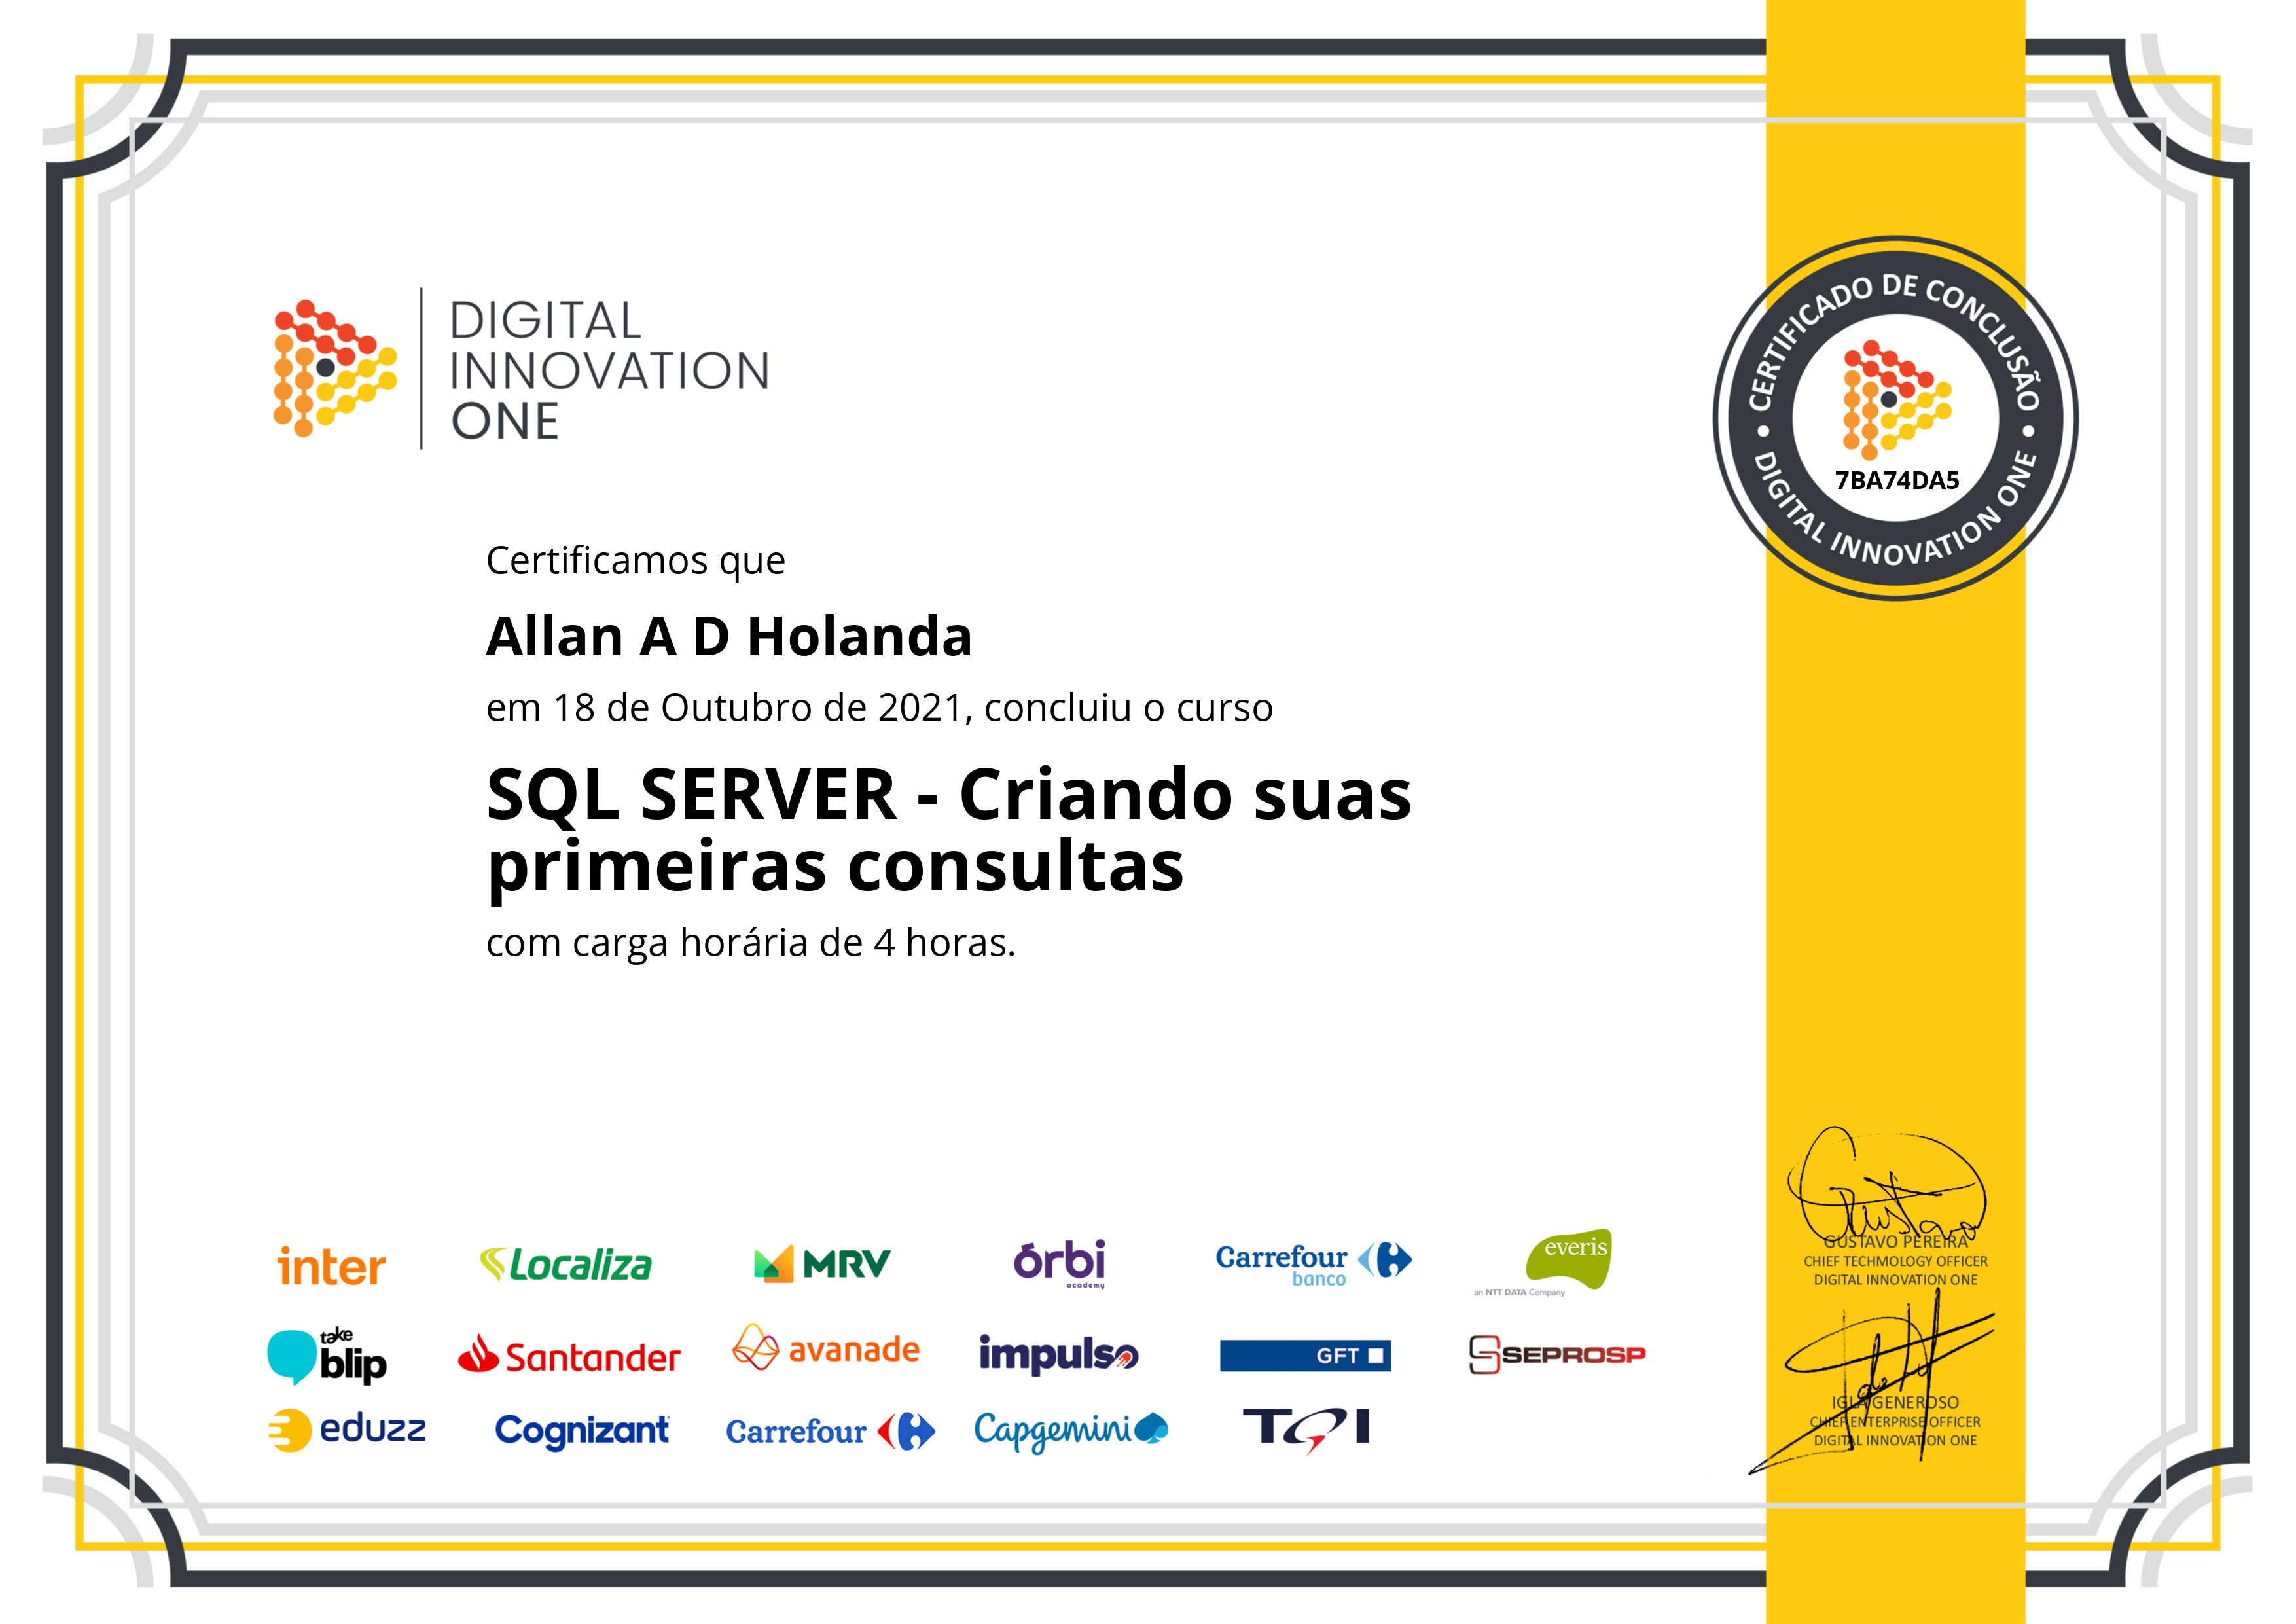 DIGITAL
INNOVATION
ONE
CERTIFICADO DE CONCLUSÃO
7BA74DA5
DIGITAL INNOVATION ONE
Certificamos que
Allan A D Holanda
em 18 de Outubro de 2021, concluiu o curso
SQL SERVER - Criando suas
primeiras consultas
com carga horária de 4 horas.
inter
Localiza
MRV
órbi
academy
Carrefour
banco
everis
an NTT DATA Company
take
blip
Santander
avanade
impulso
GFT
SEPROSP
eduzz
Cognizant
Carrefour
Capgemini
TQI
Gustavo
GUSTAVO PEREIRA
CHIEF TECHMOLOGY OFFICER
DIGITAL INNOVATION ONE
IGLA GENEROSO
CHIEF ENTERPRISE OFFICER
DIGITAL INNOVATION ONE